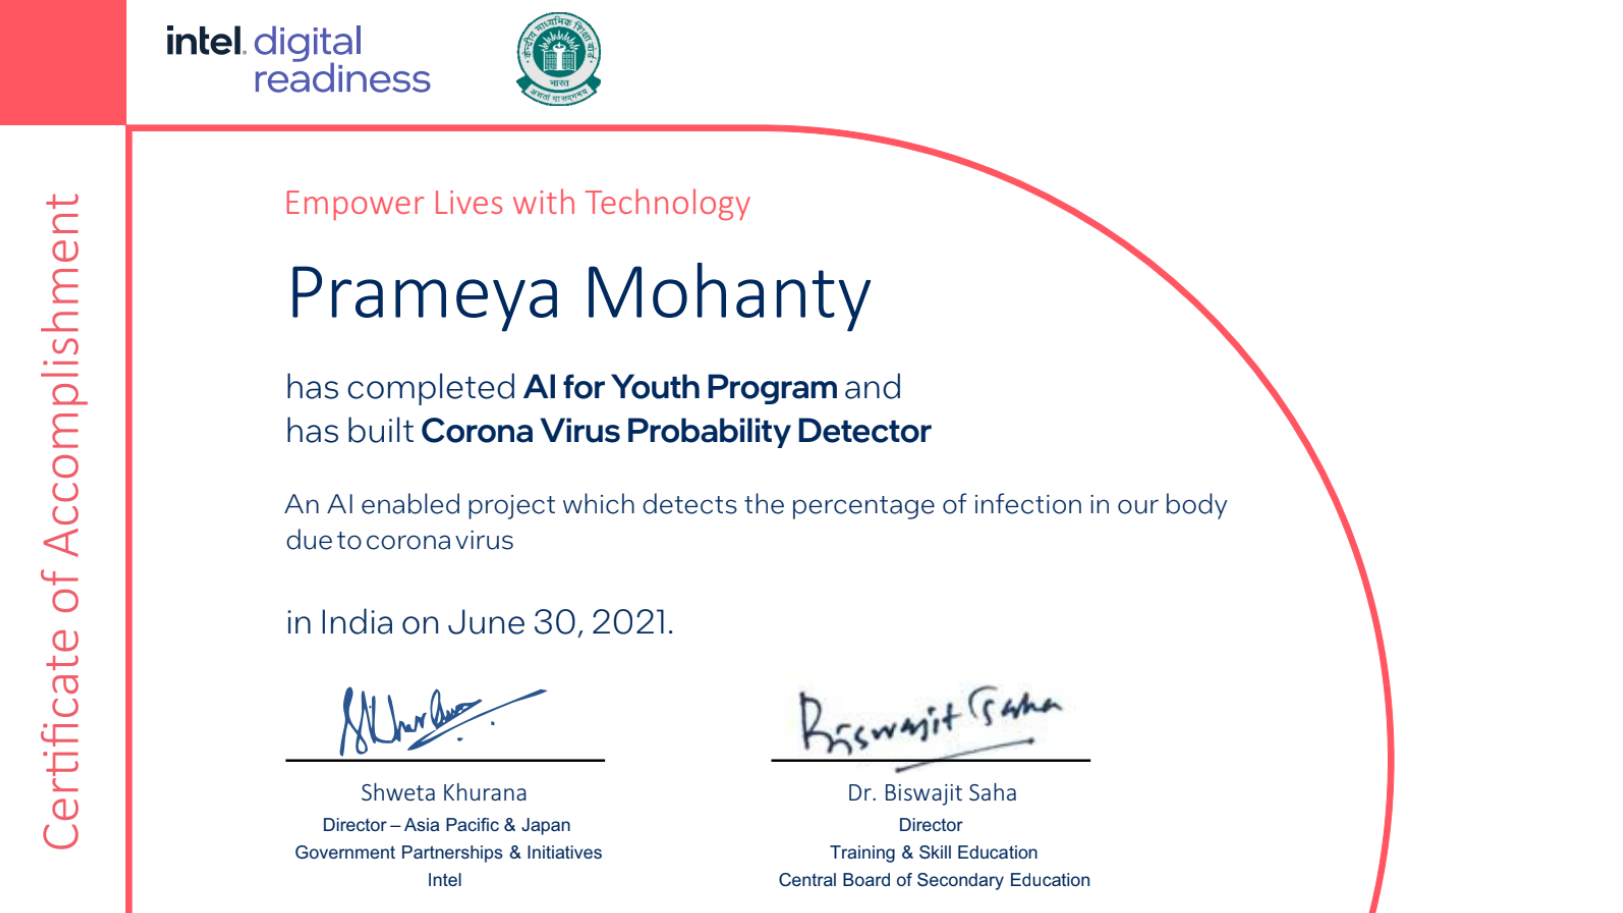 intel. digital
readiness
केन्द्रीय माध्यमिक शिक्षा बोर्ड
भारत
असतो मा सद्गमय
Certificate of Accomplishment
Empower Lives with Technology
Prameya Mohanty
has completed AI for Youth Program and
has built Corona Virus Probability Detector
An AI enabled project which detects the percentage of infection in our body
due to corona virus
in India on June 30, 2021.
Biswajit Saha
Shweta Khurana
Director – Asia Pacific & Japan
Government Partnerships & Initiatives
Intel
Dr. Biswajit Saha
Director
Training & Skill Education
Central Board of Secondary Education